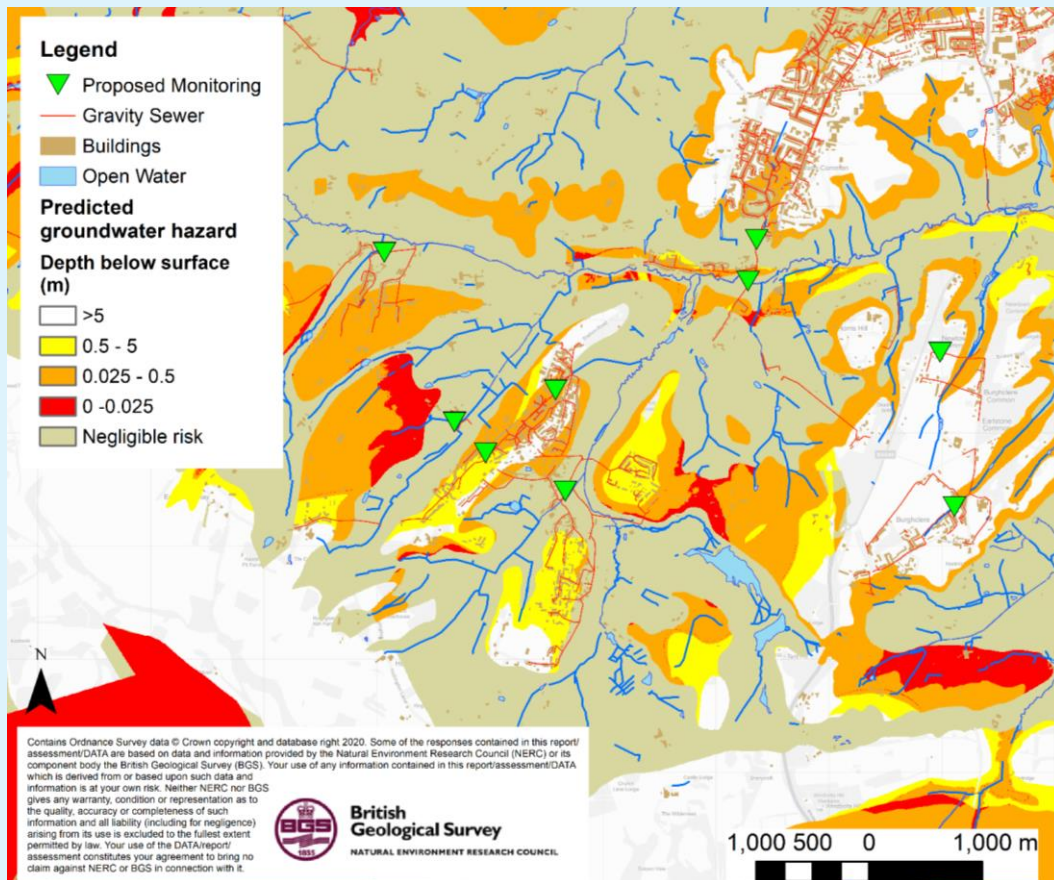 Legend
Proposed Monitoring
Gravity Sewer
Buildings
Open Water
Predicted
groundwater hazard
Depth below surface
(m)
>5
0.5 - 5
0.025 - 0.5
0 -0.025
Negligible risk
Burghclere
Common
Earlstone
Common
Burghclere
N
The Wilderness
Contains Ordnance Survey data © Crown copyright and database right 2020. Some of the responses contained in this report/
assessment/DATA are based on data and information provided by the Natural Environment Research Council (NERC) or its
component body the British Geological Survey (BGS). Your use of any information contained in this report/assessment/DATA
which is derived from or based upon such data and
information is at your own risk. Neither NERC nor BGS
gives any warranty, condition or representation as to
the quality, accuracy or completeness of such
information and all liability (including for negligence)
arising from its use is excluded to the fullest extent
permitted by law. Your use of the DATA/report/
assessment constitutes your agreement to bring no
claim against NERC or BGS in connection with it.
BGS
1835
British
Geological Survey
NATURAL ENVIRONMENT RESEARCH COUNCIL
1,000 500 0 1,000 m